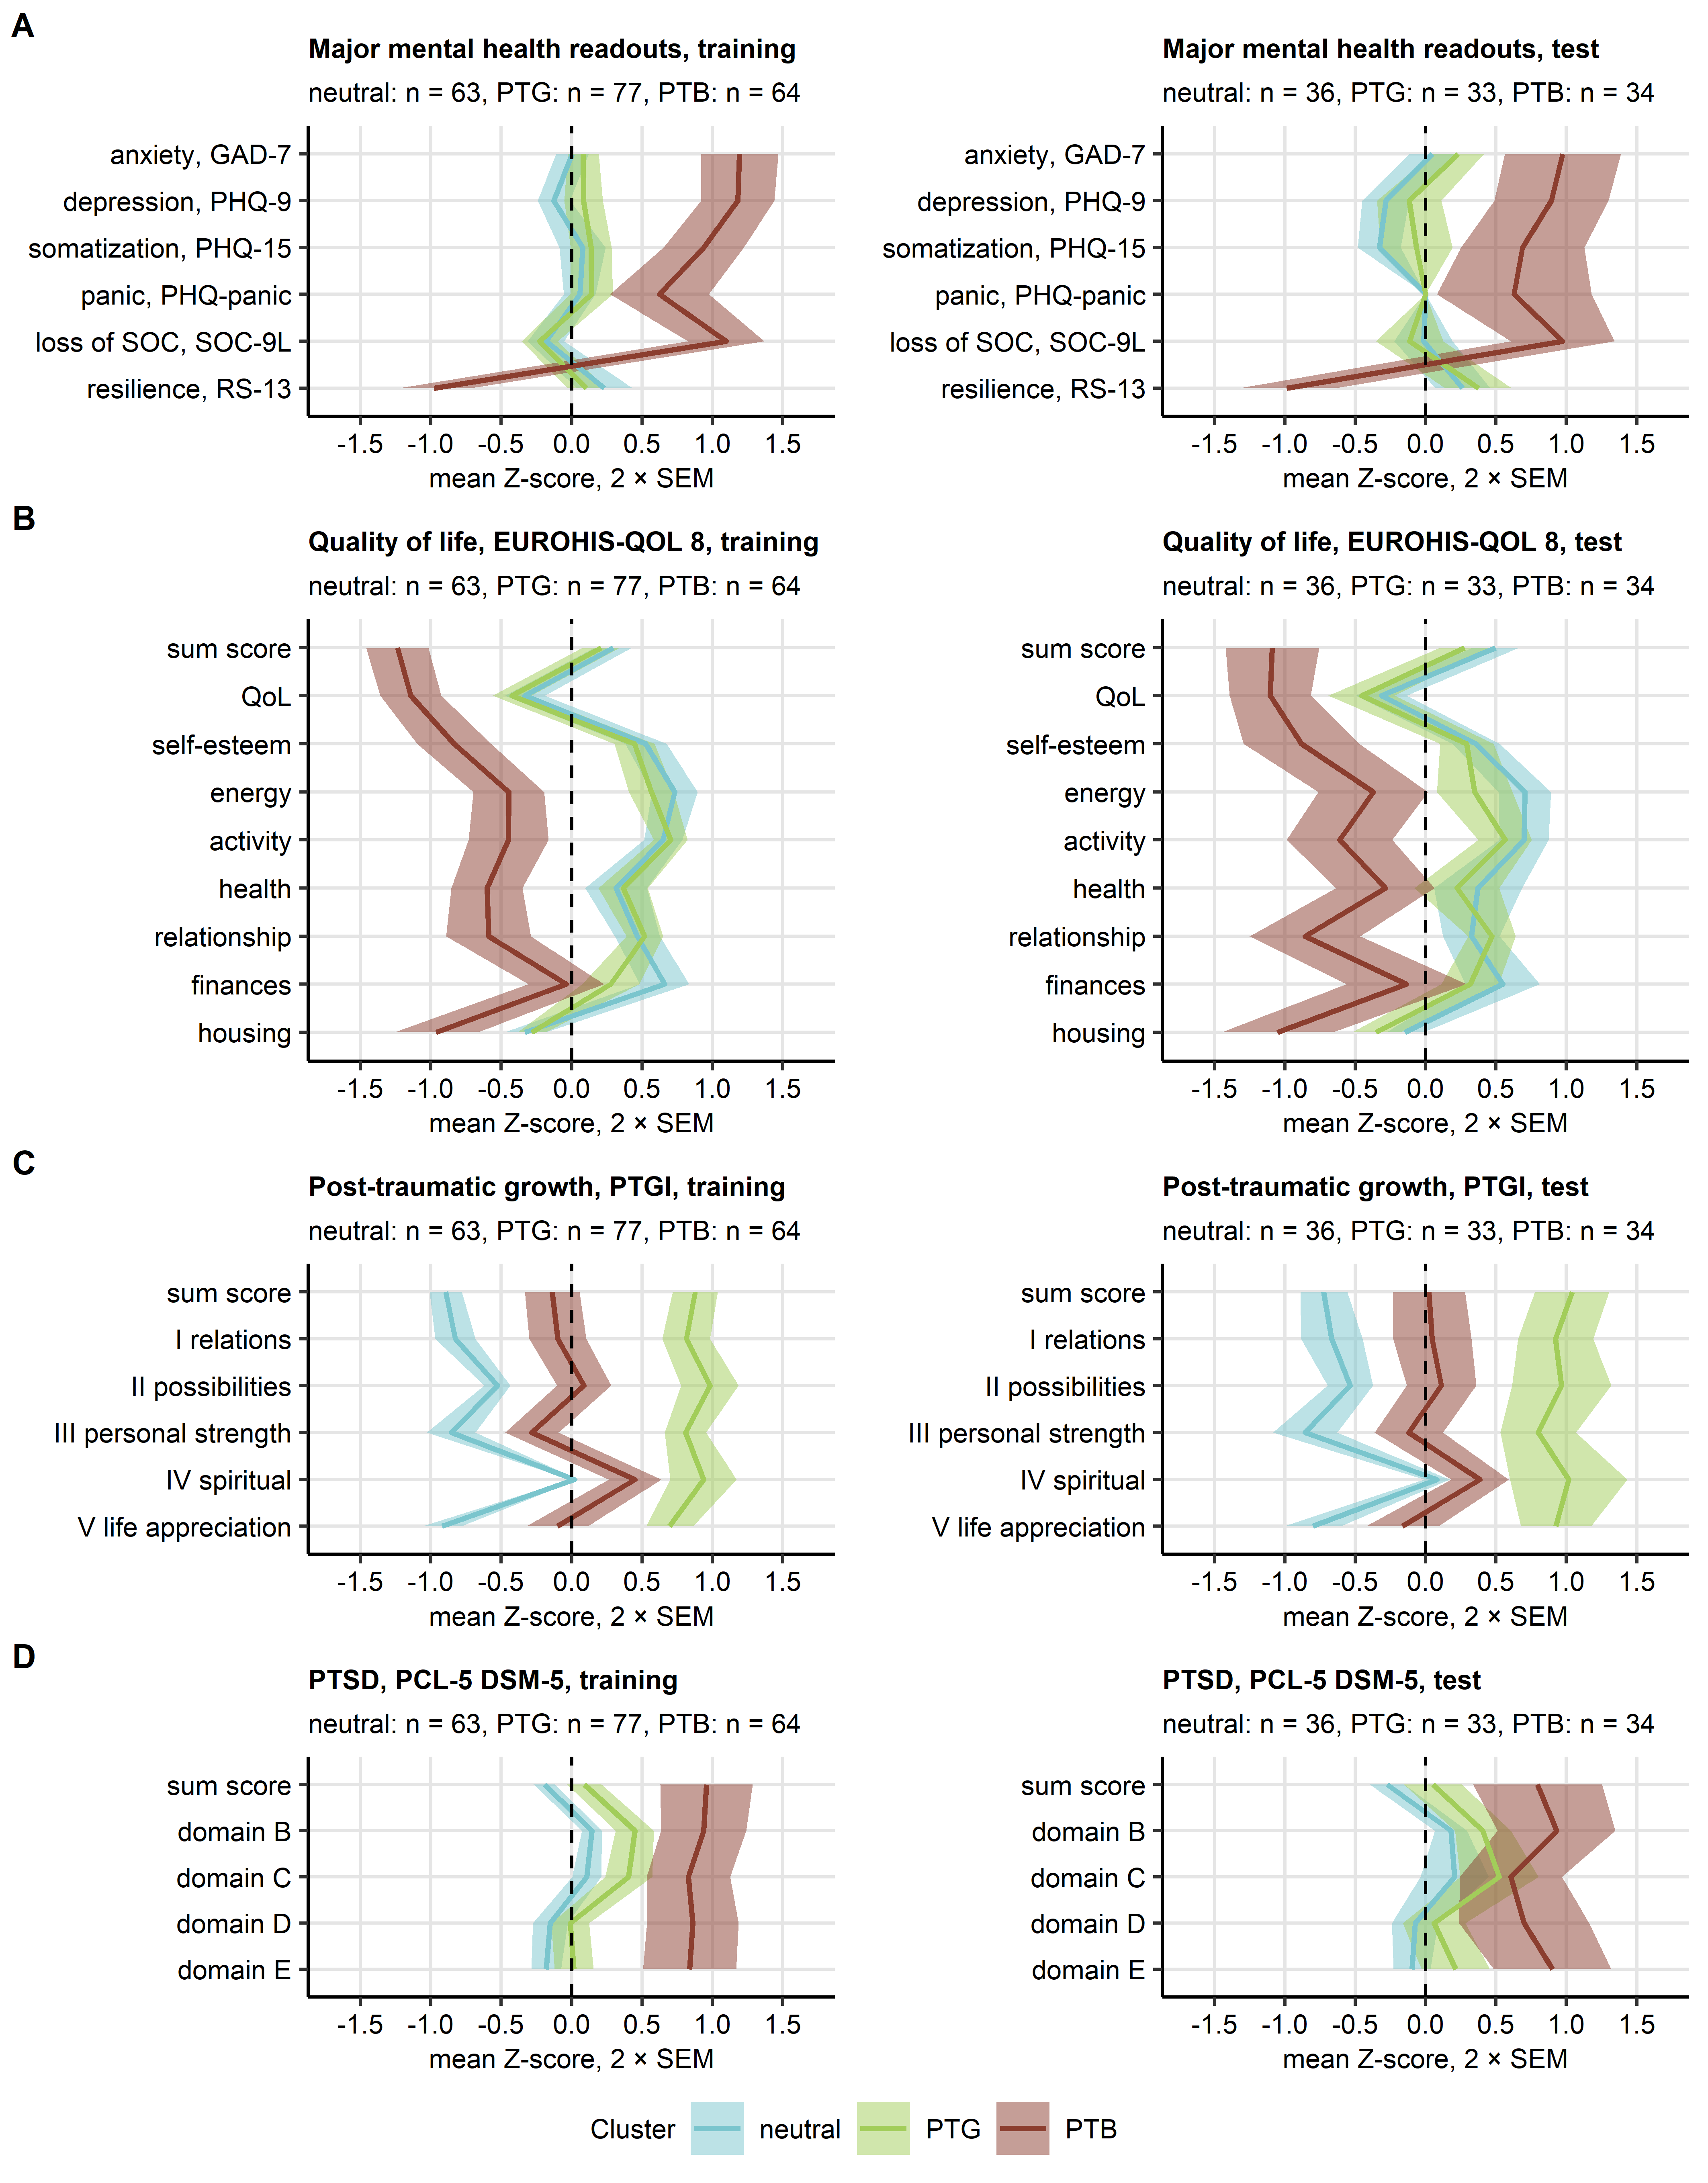 A
Major mental health readouts, training
neutral: n = 63, PTG: n = 77, PTB: n = 64
anxiety, GAD-7
depression, PHQ-9
somatization, PHQ-15
panic, PHQ-panic
loss of SOC, SOC-9L
resilience, RS-13
-1.5 -1.0 -0.5 0.0 0.5 1.0 1.5
mean Z-score, 2 × SEM
Major mental health readouts, test
neutral: n = 36, PTG: n = 33, PTB: n = 34
anxiety, GAD-7
depression, PHQ-9
somatization, PHQ-15
panic, PHQ-panic
loss of SOC, SOC-9L
resilience, RS-13
-1.5 -1.0 -0.5 0.0 0.5 1.0 1.5
mean Z-score, 2 × SEM
B
Quality of life, EUROHIS-QOL 8, training
neutral: n = 63, PTG: n = 77, PTB: n = 64
sum score
QoL
self-esteem
energy
activity
health
relationship
finances
housing
-1.5 -1.0 -0.5 0.0 0.5 1.0 1.5
mean Z-score, 2 × SEM
Quality of life, EUROHIS-QOL 8, test
neutral: n = 36, PTG: n = 33, PTB: n = 34
sum score
QoL
self-esteem
energy
activity
health
relationship
finances
housing
-1.5 -1.0 -0.5 0.0 0.5 1.0 1.5
mean Z-score, 2 × SEM
C
Post-traumatic growth, PTGI, training
neutral: n = 63, PTG: n = 77, PTB: n = 64
sum score
I relations
II possibilities
III personal strength
IV spiritual
V life appreciation
-1.5 -1.0 -0.5 0.0 0.5 1.0 1.5
mean Z-score, 2 × SEM
Post-traumatic growth, PTGI, test
neutral: n = 36, PTG: n = 33, PTB: n = 34
sum score
I relations
II possibilities
III personal strength
IV spiritual
V life appreciation
-1.5 -1.0 -0.5 0.0 0.5 1.0 1.5
mean Z-score, 2 × SEM
D
PTSD, PCL-5 DSM-5, training
neutral: n = 63, PTG: n = 77, PTB: n = 64
sum score
domain B
domain C
domain D
domain E
-1.5 -1.0 -0.5 0.0 0.5 1.0 1.5
mean Z-score, 2 × SEM
PTSD, PCL-5 DSM-5, test
neutral: n = 36, PTG: n = 33, PTB: n = 34
sum score
domain B
domain C
domain D
domain E
-1.5 -1.0 -0.5 0.0 0.5 1.0 1.5
mean Z-score, 2 × SEM
Cluster neutral PTG PTB